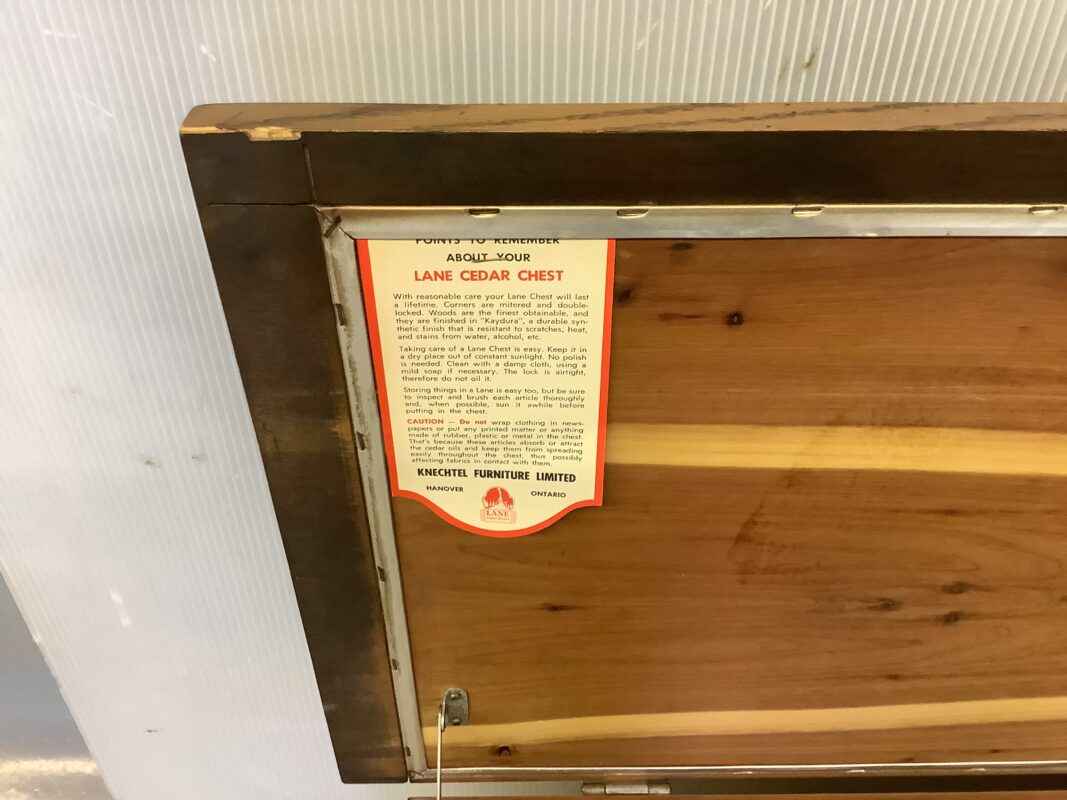 POINTS TO REMEMBER
ABOUT YOUR
LANE CEDAR CHEST
With reasonable care your Lane Chest will last
a lifetime. Corners are mitered and double-
locked. Woods are the finest obtainable, and
they are finished in "Kaydura", a durable syn-
thetic finish that is resistant to scratches, heat,
and stains from water, alcohol, etc.
Taking care of a Lane Chest is easy. Keep it in
a dry place out of constant sunlight. No polish
is needed. Clean with a damp cloth, using a
mild soap if necessary. The lock is airtight,
therefore do not oil it.
Storing things in a Lane is easy too, but be sure
to inspect and brush each article thoroughly
and, when possible, sun it awhile before
putting in the chest.
CAUTION — Do not wrap clothing in news-
papers or put any printed matter or anything
made of rubber, plastic or metal in the chest.
That's because these articles absorb or attract
the cedar oils and keep them from spreading
easily throughout the chest, thus possibly
affecting fabrics in contact with them.
KNECHTEL FURNITURE LIMITED
HANOVER ONTARIO
LANE